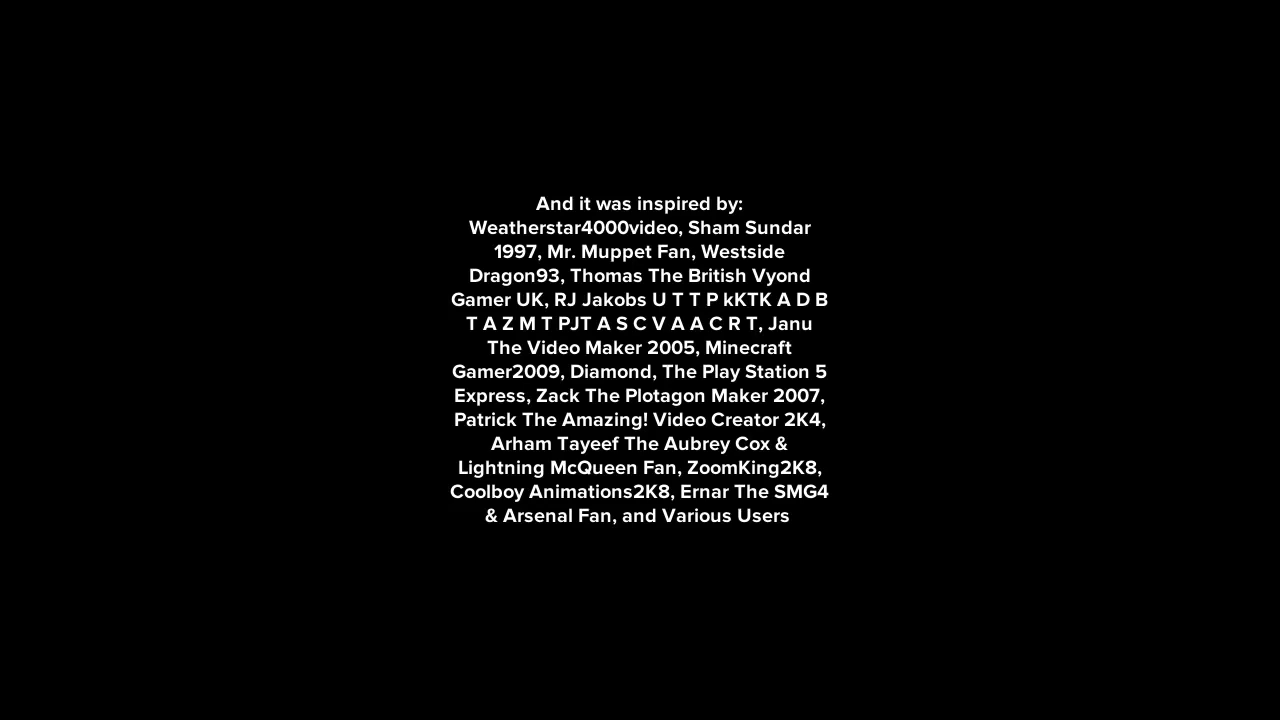 And it was inspired by:
Weatherstar4000video, Sham Sundar
1997, Mr. Muppet Fan, Westside
Dragon93, Thomas The British Vyond
Gamer UK, RJ Jakobs U T T P kKTK A D B
T A Z M T PJT A S C V A A C R T, Janu
The Video Maker 2005, Minecraft
Gamer2009, Diamond, The Play Station 5
Express, Zack The Plotagon Maker 2007,
Patrick The Amazing! Video Creator 2K4,
Arham Tayeef The Aubrey Cox &
Lightning McQueen Fan, ZoomKing2K8,
Coolboy Animations2K8, Ernar The SMG4
& Arsenal Fan, and Various Users